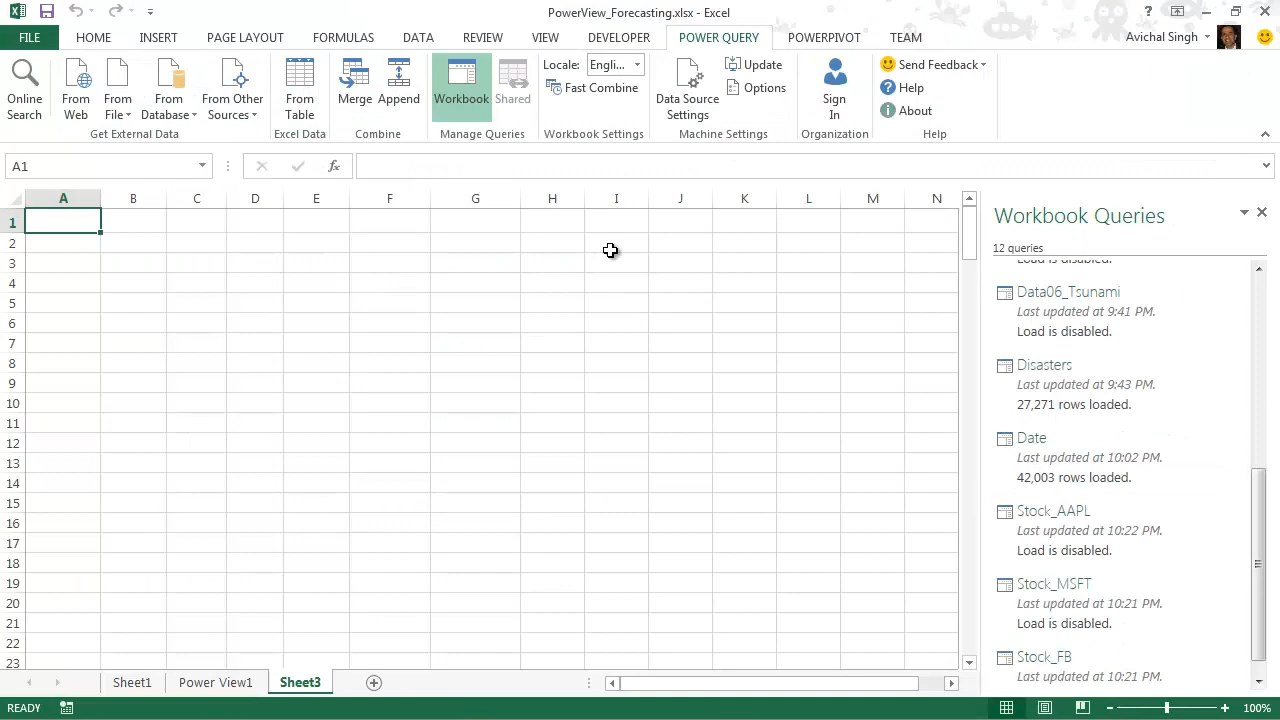 PowerView_Forecasting.xlsx - Excel
FILE HOME INSERT PAGE LAYOUT FORMULAS DATA REVIEW VIEW DEVELOPER POWER QUERY POWERPIVOT TEAM Avichal Singh
Online Search
From Web
From File
From Database
From Other Sources
Get External Data
From Table
Excel Data
Merge
Append
Combine
Workbook
Shared
Manage Queries
Locale: Engli...
Fast Combine
Workbook Settings
Data Source Settings
Update
Options
Machine Settings
Sign In
Organization
Send Feedback
Help
About
Help
A1
fx
A B C D E F G H I J K L M N
1
2
3
4
5
6
7
8
9
10
11
12
13
14
15
16
17
18
19
20
21
22
23
Workbook Queries
12 queries
Load is disabled.
Data06_Tsunami
Last updated at 9:41 PM.
Load is disabled.
Disasters
Last updated at 9:43 PM.
27,271 rows loaded.
Date
Last updated at 10:02 PM.
42,003 rows loaded.
Stock_AAPL
Last updated at 10:22 PM.
Load is disabled.
Stock_MSFT
Last updated at 10:21 PM.
Load is disabled.
Stock_FB
Last updated at 10:21 PM.
Sheet1 Power View1 Sheet3
READY
100%